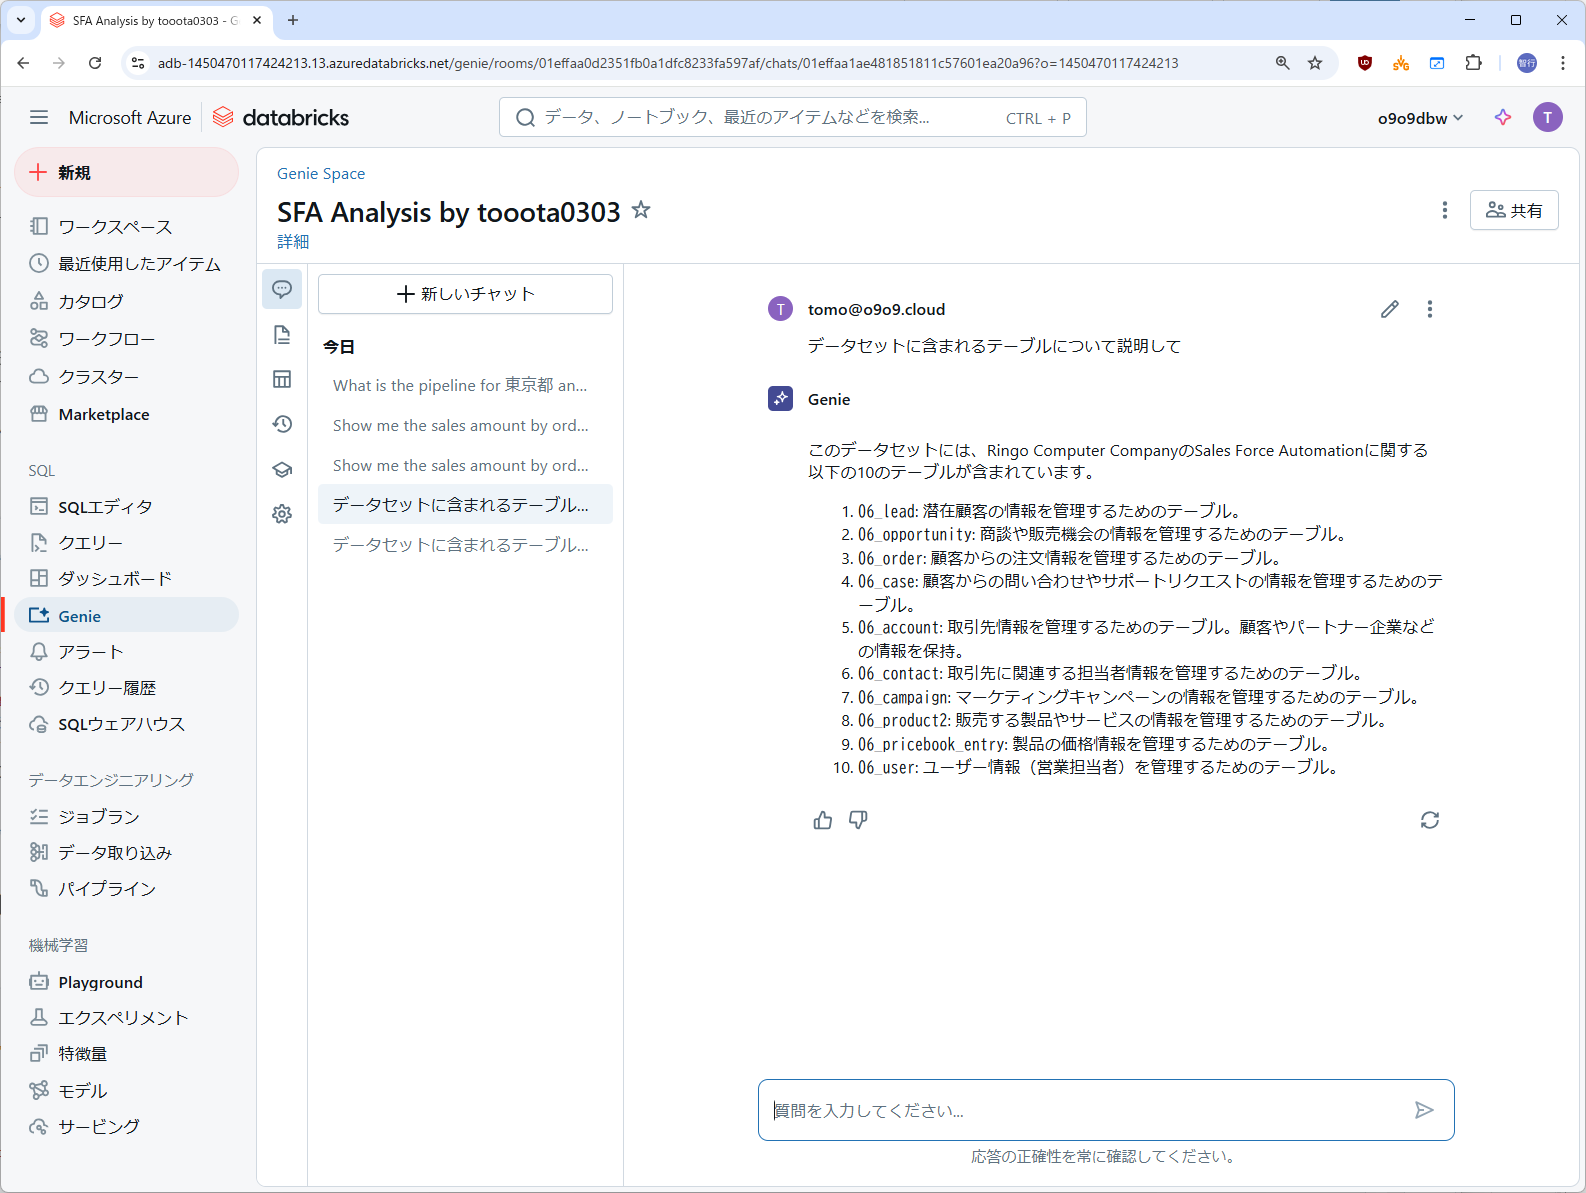 SFA Analysis by tooota0303 - G
adb-1450470117424213.13.azuredatabricks.net/genie/rooms/01effaa0d2351fb0a1dfc8233fa597af/chats/01effaa1ae481851811c57601ea20a96?o=1450470117424213
智行
Microsoft Azure
databricks
データ、ノートブック、最近のアイテムなどを検索...
CTRL + P
o9o9dbw
T
新規
ワークスペース
最近使用したアイテム
カタログ
ワークフロー
クラスター
Marketplace
SQL
SQLエディタ
クエリー
ダッシュボード
Genie
アラート
クエリー履歴
SQLウェアハウス
データエンジニアリング
ジョブラン
データ取り込み
パイプライン
機械学習
Playground
エクスペリメント
特徴量
モデル
サービング
Genie Space
SFA Analysis by tooota0303
詳細
共有
新しいチャット
今日
What is the pipeline for 東京都 an...
Show me the sales amount by ord...
Show me the sales amount by ord...
データセットに含まれるテーブル...
データセットに含まれるテーブル...
T
tomo@o9o9.cloud
データセットに含まれるテーブルについて説明して
Genie
このデータセットには、Ringo Computer CompanyのSales Force Automationに関する
以下の10のテーブルが含まれています。
1. 06_lead: 潜在顧客の情報を管理するためのテーブル。
2. 06_opportunity: 商談や販売機会の情報を管理するためのテーブル。
3. 06_order: 顧客からの注文情報を管理するためのテーブル。
4. 06_case: 顧客からの問い合わせやサポートリクエストの情報を管理するためのテ
ーブル。
5. 06_account: 取引先情報を管理するためのテーブル。顧客やパートナー企業など
の情報を保持。
6. 06_contact: 取引先に関連する担当者情報を管理するためのテーブル。
7. 06_campaign: マーケティングキャンペーンの情報を管理するためのテーブル。
8. 06_product2: 販売する製品やサービスの情報を管理するためのテーブル。
9. 06_pricebook_entry: 製品の価格情報を管理するためのテーブル。
10. 06_user: ユーザー情報（営業担当者）を管理するためのテーブル。
質問を入力してください...
応答の正確性を常に確認してください。